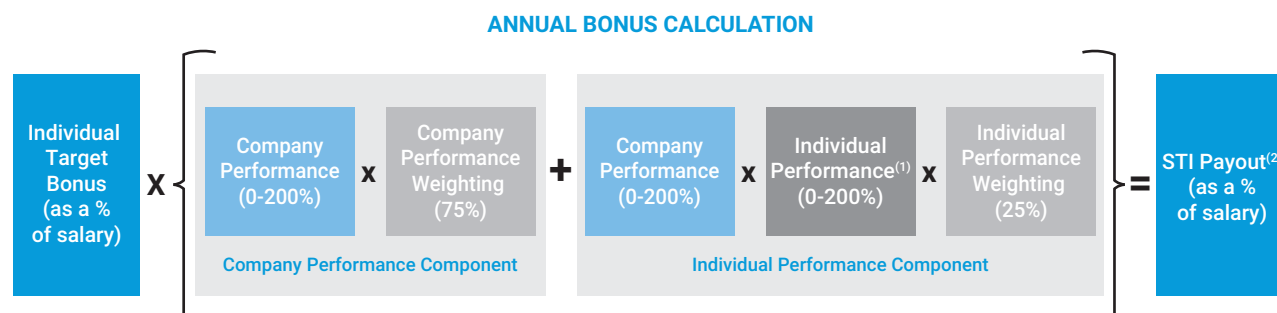 ANNUAL BONUS CALCULATION
Individual
Target
Bonus
(as a %
of salary)
x
Company
Performance
(0-200%)
x
Company
Performance
Weighting
(75%)
Company Performance Component
+
Company
Performance
(0-200%)
x
Individual
Performance(1)
(0-200%)
x
Individual
Performance
Weighting
(25%)
Individual Performance Component
=
STI Payout(2
(as a %
of salary)